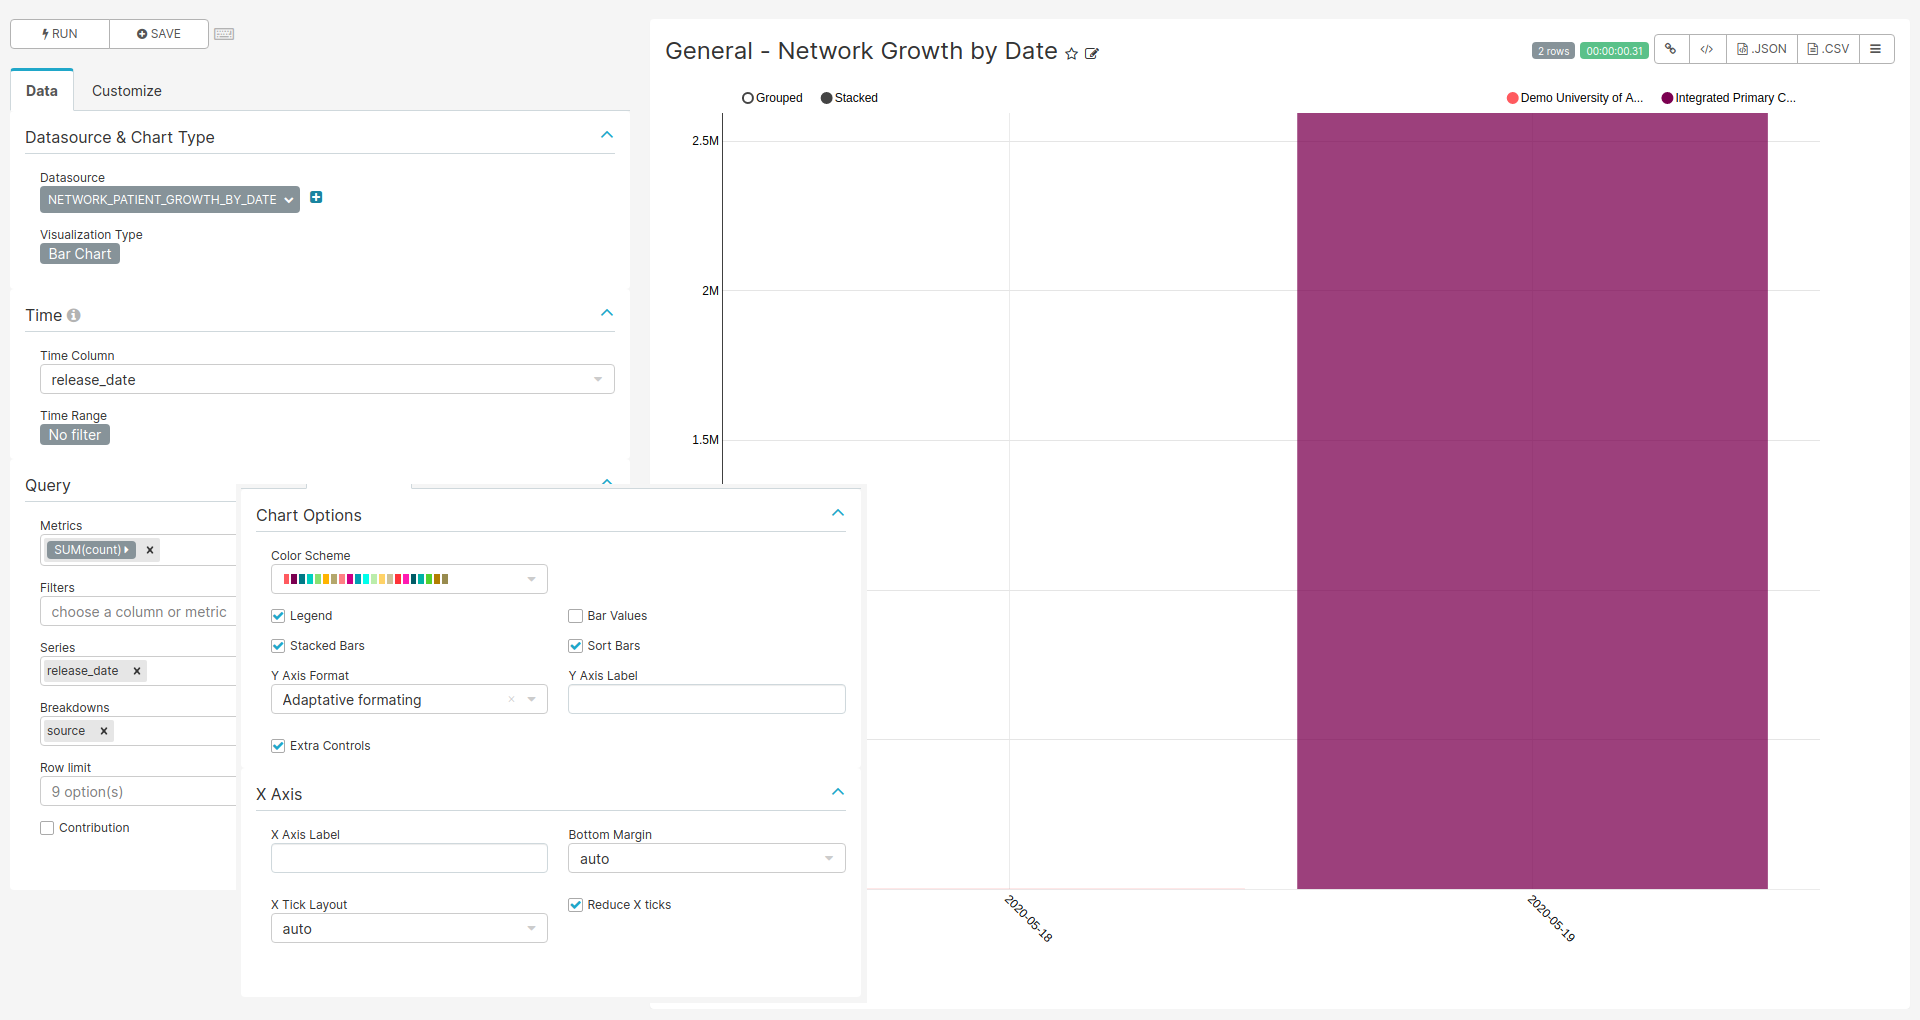 RUN
SAVE
Data
Customize
Datasource & Chart Type
Datasource
NETWORK_PATIENT_GROWTH_BY_DATE
Visualization Type
Bar Chart
Time
Time Column
release_date
Time Range
No filter
Query
Metrics
SUM(count)
Filters
choose a column or metric
Series
release_date
Breakdowns
source
Row limit
9 option(s)
Contribution
Chart Options
Color Scheme
Legend
Bar Values
Stacked Bars
Sort Bars
Y Axis Format
Y Axis Label
Adaptative formating
Extra Controls
X Axis
X Axis Label
Bottom Margin
auto
X Tick Layout
Reduce X ticks
auto
General - Network Growth by Date
2 rows
00:00:00.31
.JSON
.CSV
Grouped
Stacked
Demo University of A...
Integrated Primary C...
2.5M
2M
1.5M
2020-05-18
2020-05-19